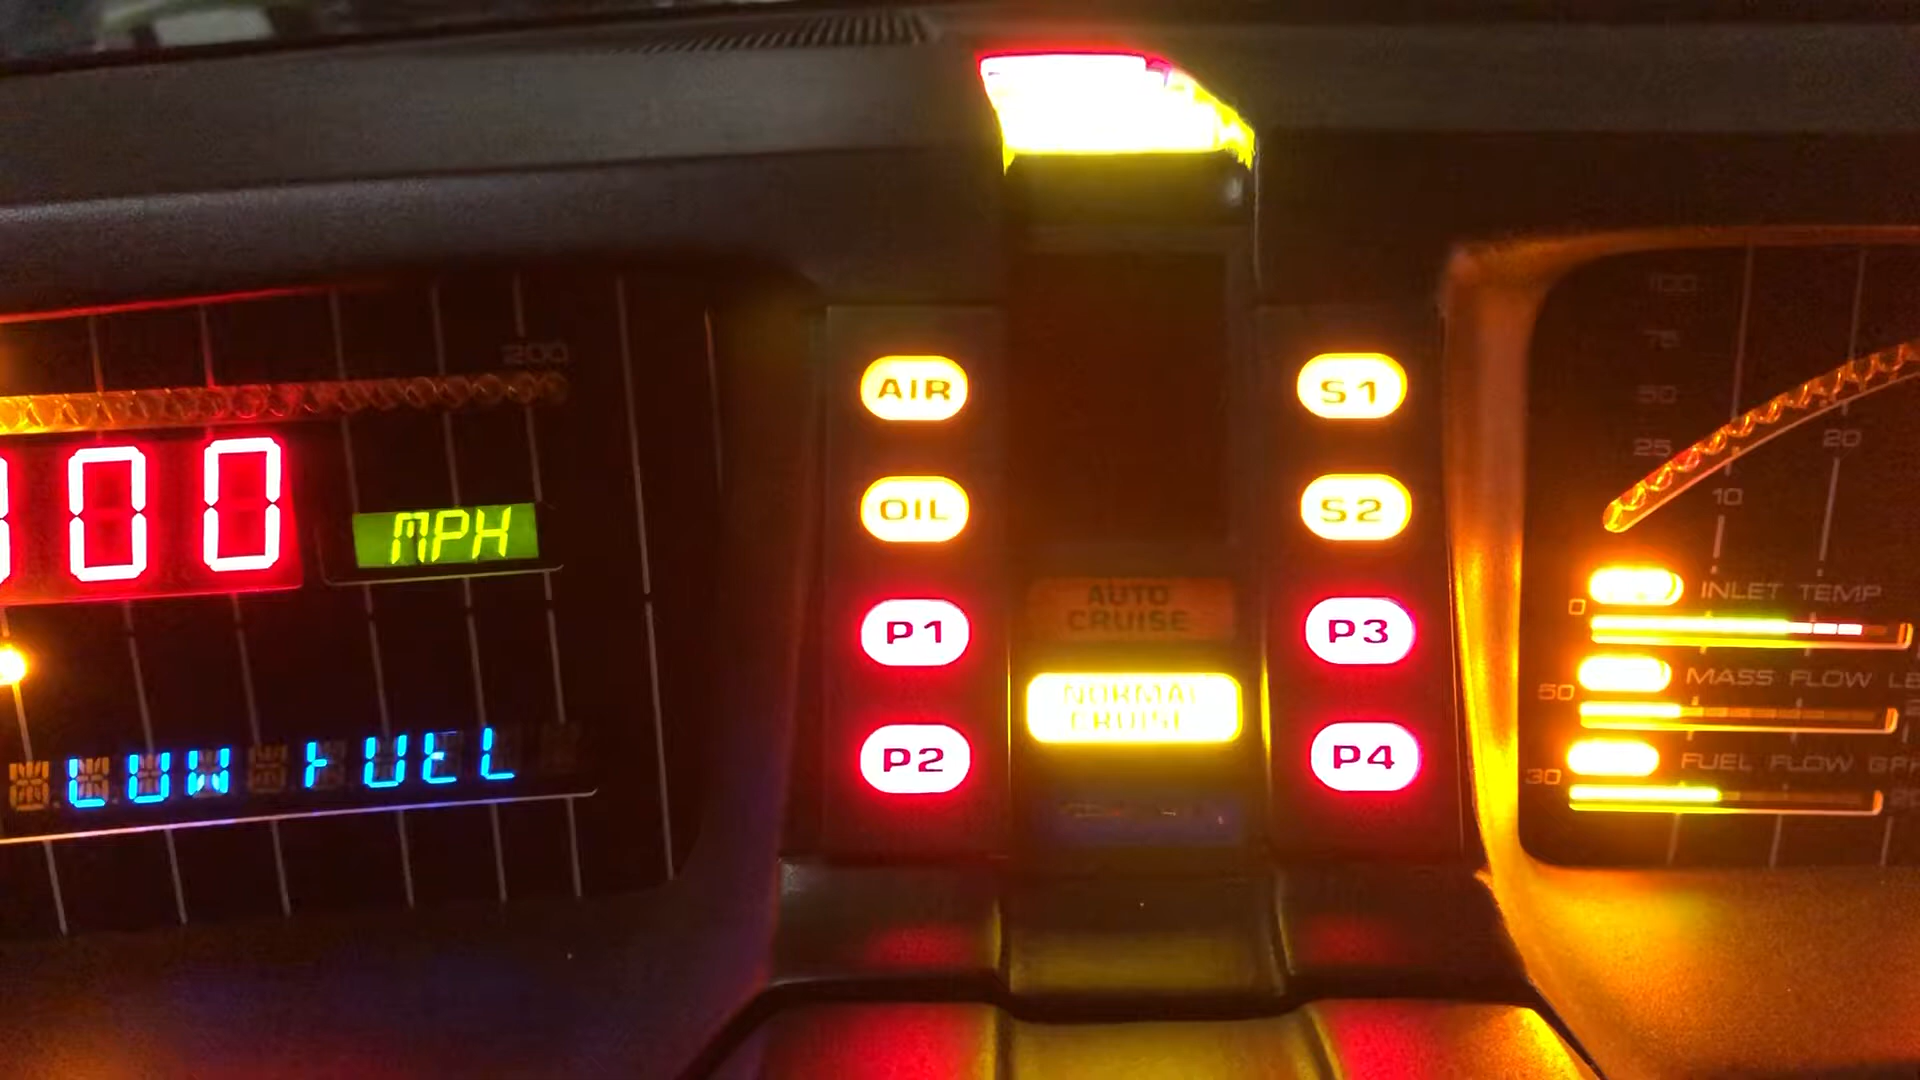 200
00
MPH
LOW FUEL
AIR
OIL
P1
P2
AUTO
CRUISE
NORMAL
CRUISE
S1
S2
P3
P4
100
75
50
25
20
10
INLET TEMP
0
MASS FLOW
50
FUEL FLOW GPH
30